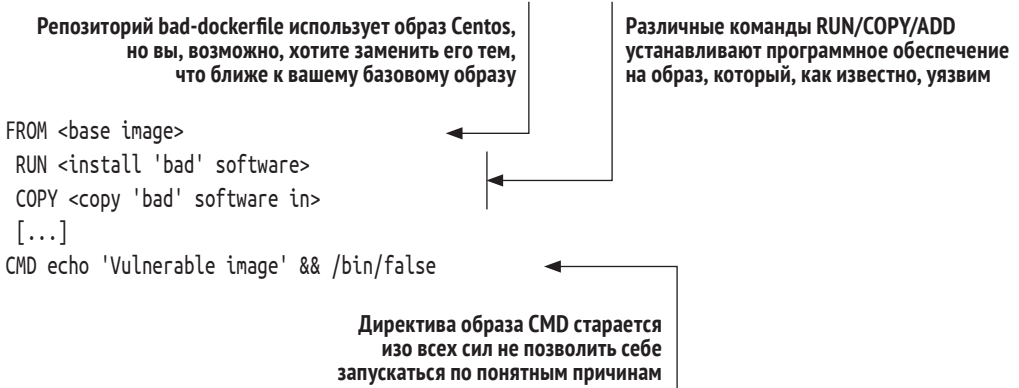 Репозиторий bad-dockerfile использует образ Centos,
но вы, возможно, хотите заменить его тем,
что ближе к вашему базовому образу
Различные команды RUN/COPY/ADD
устанавливают программное обеспечение
на образ, который, как известно, уязвим
FROM <base image>
RUN <install 'bad' software>
COPY <copy 'bad' software in>
[...]
CMD echo 'Vulnerable image' && /bin/false
Директива образа CMD старается
изо всех сил не позволить себе
запускаться по понятным причинам